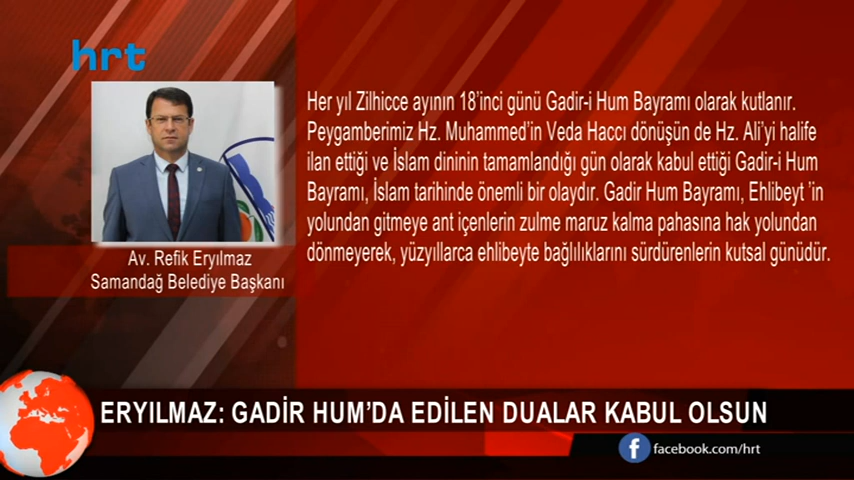 hrt
Her yıl Zilhicce ayının 18'inci günü Gadir-i Hum Bayramı olarak kutlanır.
Peygamberimiz Hz. Muhammed'in Veda Haccı dönüşün de Hz. Ali'yi halife
ilan ettiği ve İslam dininin tamamlandığı gün olarak kabul ettiği Gadir-i Hum
Bayramı, İslam tarihinde önemli bir olaydır. Gadir Hum Bayramı, Ehlibeyt 'in
yolundan gitmeye ant içenlerin zulme maruz kalma pahasına hak yolundan
dönmeyerek, yüzyıllarca ehlibeyte bağlılıklarını sürdürenlerin kutsal günüdür.
Av. Refik Eryılmaz
Samandağ Belediye Başkanı
ERYILMAZ: GADİR HUM'DA EDİLEN DUALAR KABUL OLSUN
facebook.com/hrt